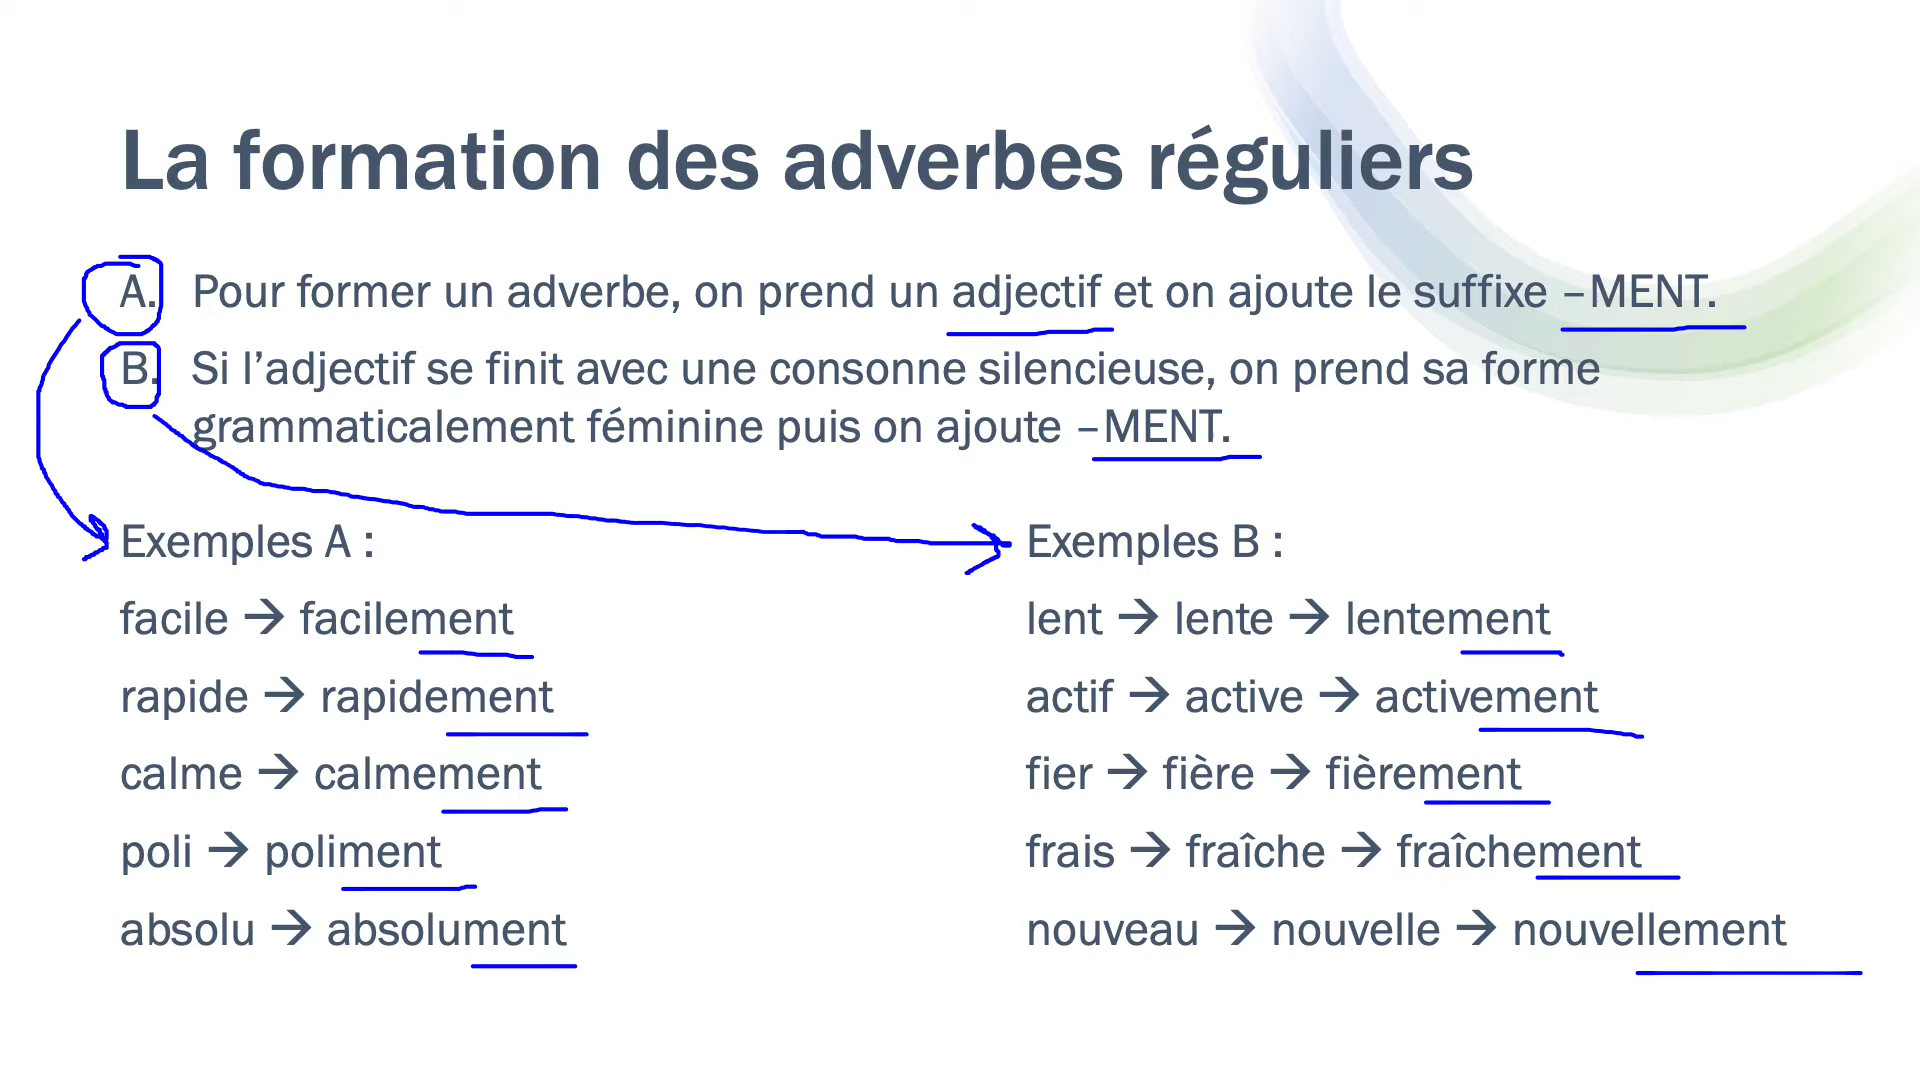 La formation des adverbes réguliers
A. Pour former un adverbe, on prend un adjectif et on ajoute le suffixe –MENT.
B. Si l’adjectif se finit avec une consonne silencieuse, on prend sa forme
grammaticalement féminine puis on ajoute –MENT.
Exemples A :
facile → facilement
rapide → rapidement
calme → calmement
poli → poliment
absolu → absolument
Exemples B :
lent → lente → lentement
actif → active → activement
fier → fière → fièrement
frais → fraîche → fraîchement
nouveau → nouvelle → nouvellement